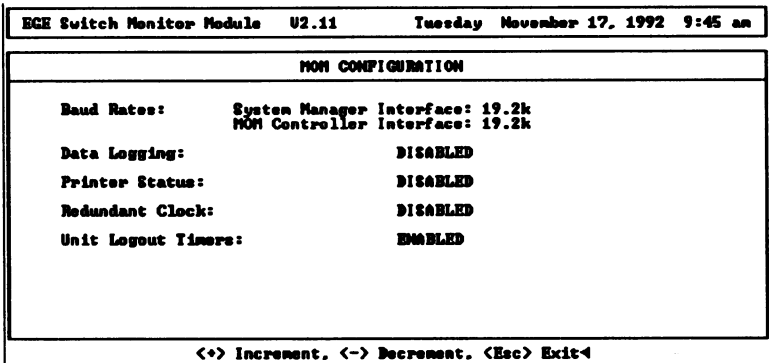 EGE Switch Monitor Module V2.11 Tuesday November 17, 1992 9:45 am
MOM CONFIGURATION
Baud Rates: System Manager Interface: 19.2k
MOM Controller Interface: 19.2k
Data Logging: DISABLED
Printer Status: DISABLED
Redundant Clock: DISABLED
Unit Logout Timers: ENABLED
<+> Increment, <-> Decrement, <Esc> Exit◄